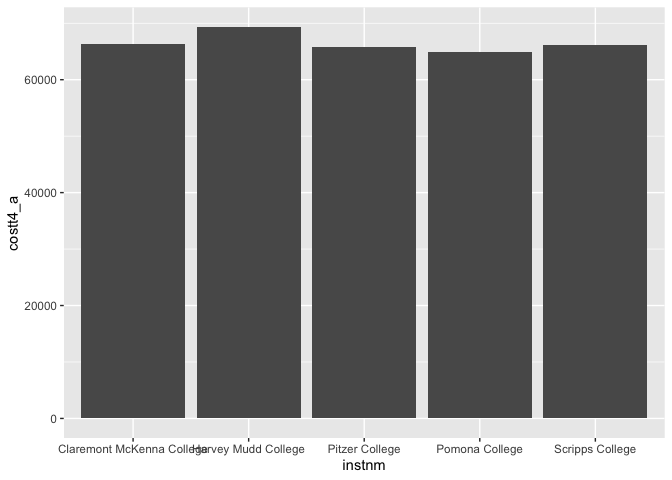 60000
40000
20000
0
costt4_a
Claremont McKenna College Harvey Mudd College Pitzer College Pomona College Scripps College
instnm